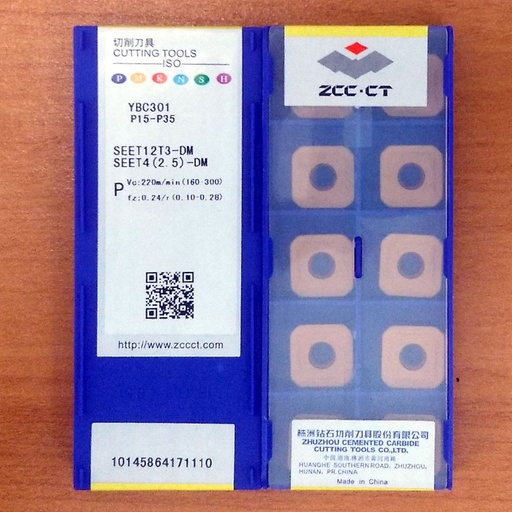 切削刀具
CUTTING TOOLS
ISO
P M K N S H
YBC301
P15-P35
SEET12T3-DM
SEET4(2.5)-DM
P Vc:220m/min(160-300)
fz:0.24/r(0.10-0.28)
http://www.zccct.com
10145864171110
ZCC·CT
株洲钻石切削刀具股份有限公司
ZHUZHOU CEMENTED CARBIDE
CUTTING TOOLS CO.,LTD.
HUANGHE SOUTHERN ROAD, ZHUZHOU,
HUNAN, PR.CHINA
Made in China